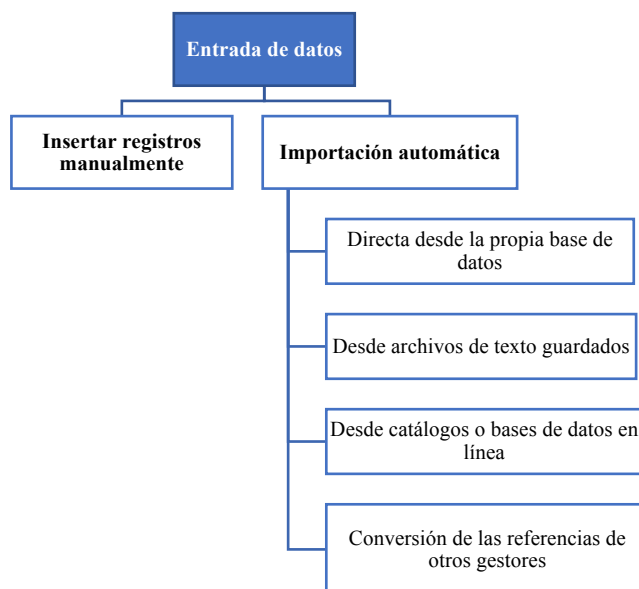 Entrada de datos
Insertar registros
manualmente
Importación automática
Directa desde la propia base de
datos
Desde archivos de texto guardados
Desde catálogos o bases de datos en
línea
Conversión de las referencias de
otros gestores